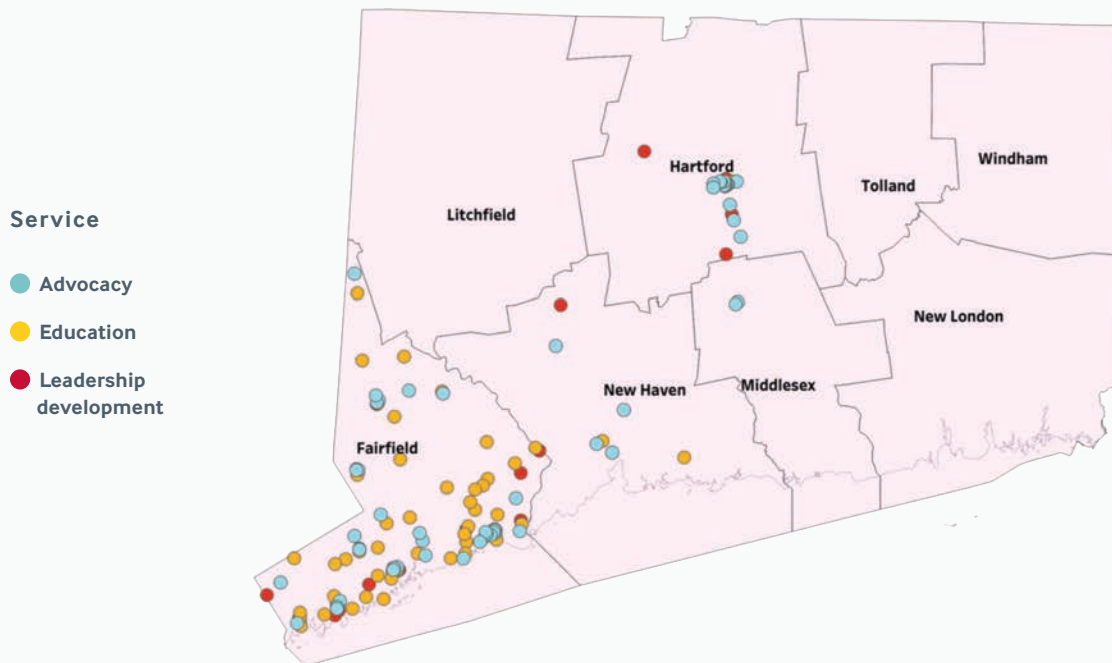 Service
Advocacy
Education
Leadership
development
Litchfield
Hartford
Tolland
Windham
New London
New Haven
Middlesex
Fairfield